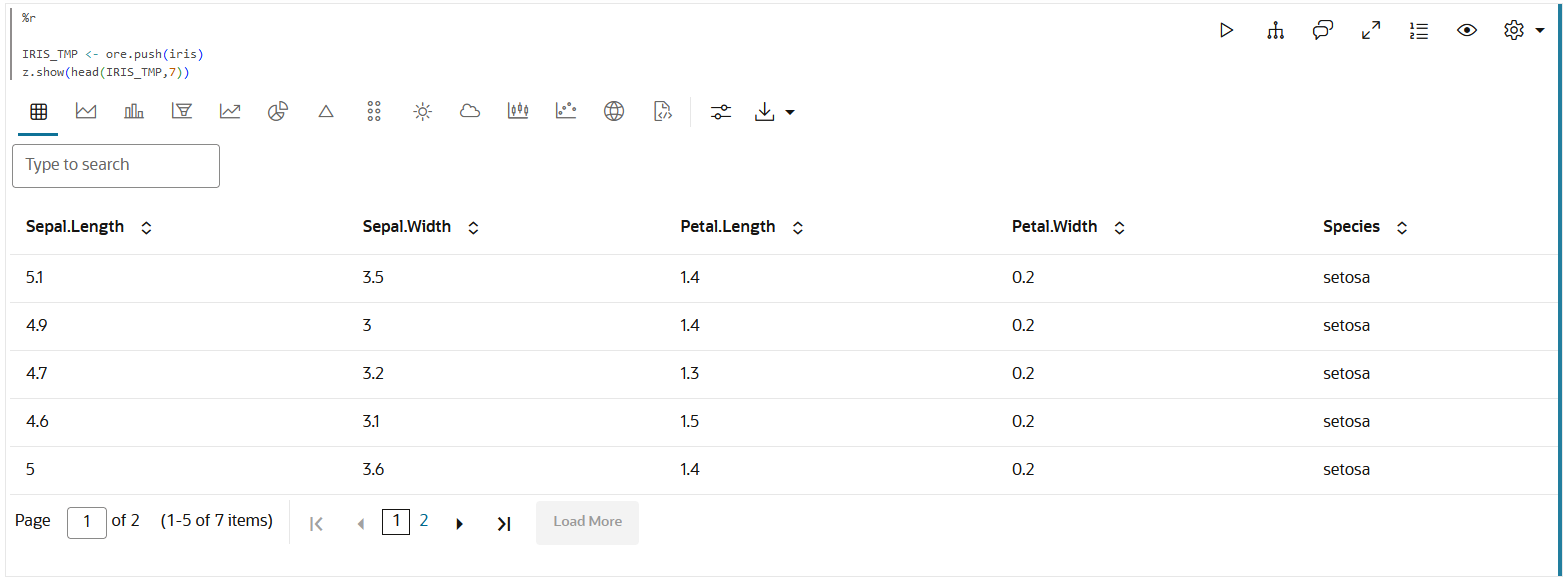 %r
IRIS_TMP <- ore.push(iris)
z.show(head(IRIS_TMP,7))
Type to search
Sepal.Length Sepal.Width Petal.Length Petal.Width Species
5.1 3.5 1.4 0.2 setosa
4.9 3 1.4 0.2 setosa
4.7 3.2 1.3 0.2 setosa
4.6 3.1 1.5 0.2 setosa
5 3.6 1.4 0.2 setosa
Page 1 of 2 (1-5 of 7 items) 1 2 Load More